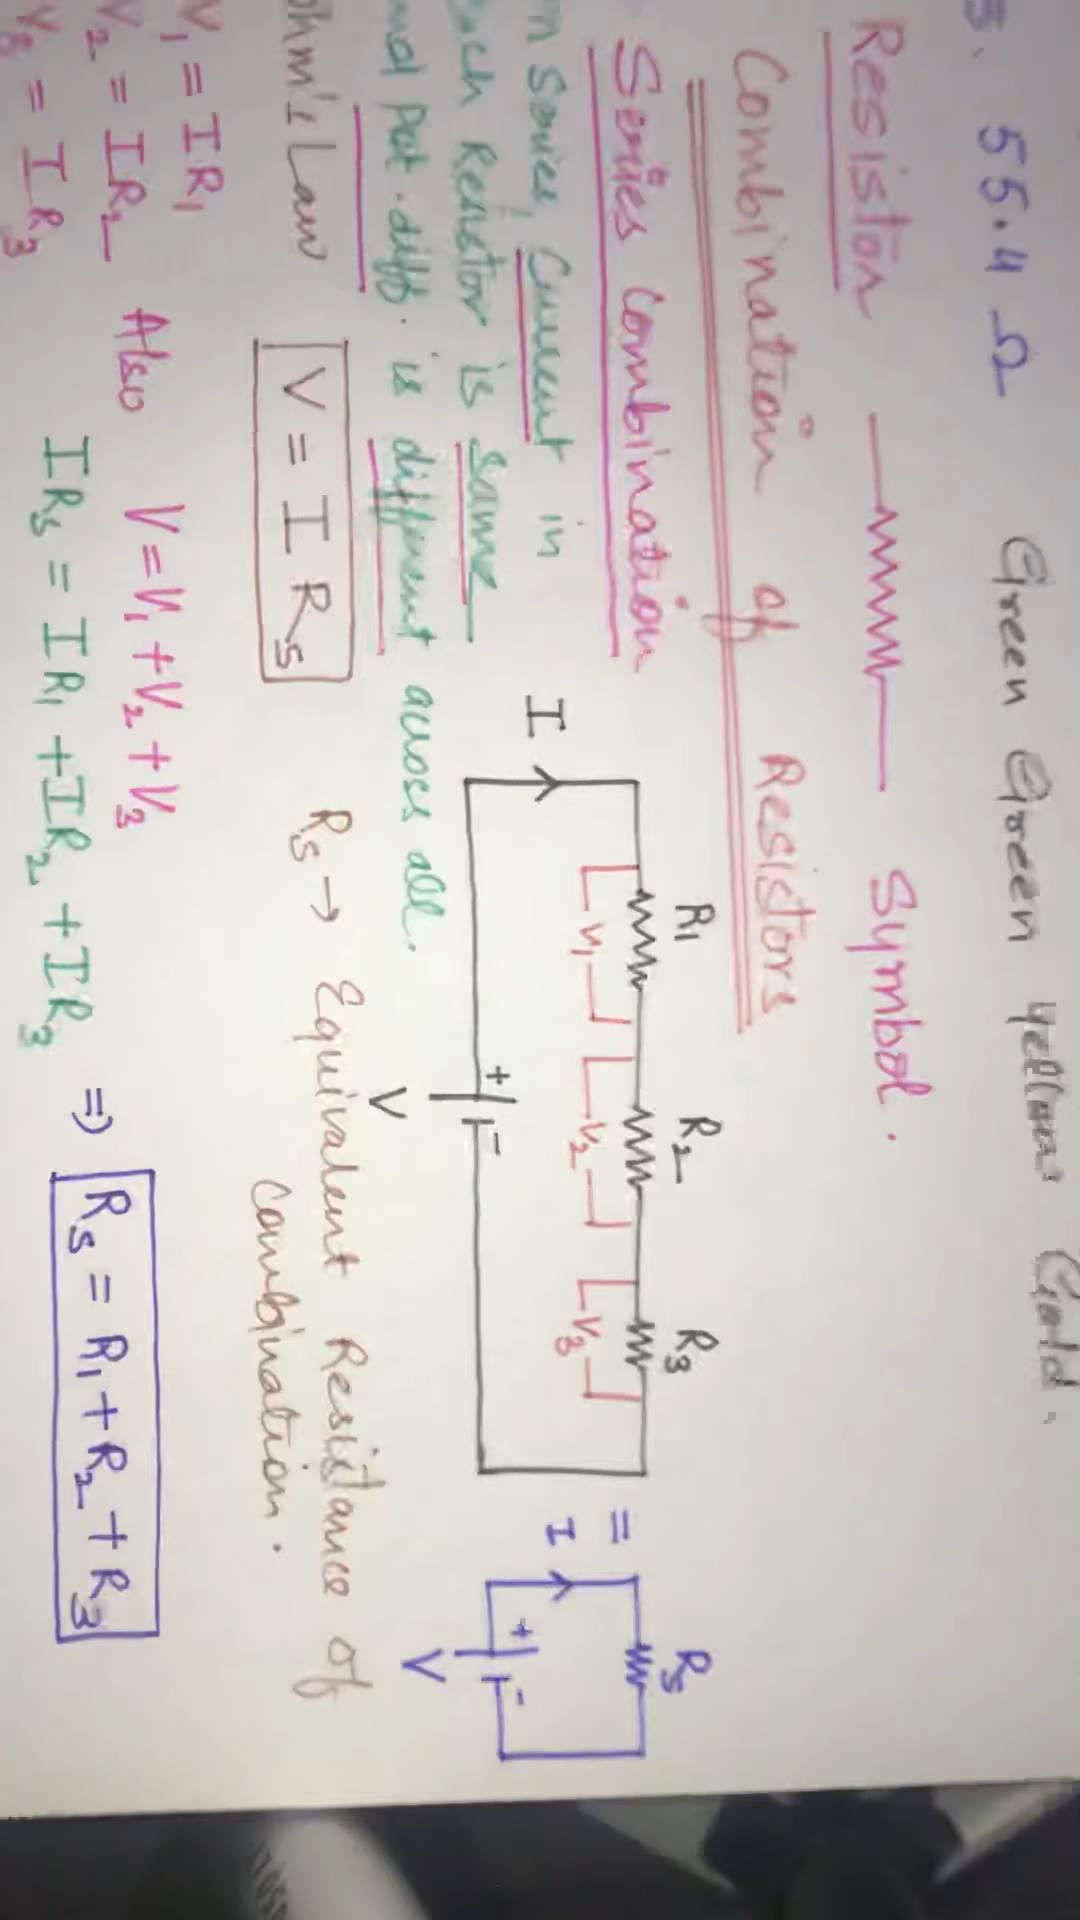 5. 55.4 Ω Green Green Yellow Gold.
Resistor Symbol.
Combination of Resistors
Series Combination
n Series, Current in
each Resistor is same
and Pot. diff. is different across all.
I
R₁ R₂ R₃
V₁ V₂ V₃
+ -
V
=
I
Rs
+ -
V
ohm's Law V = I Rs Rs → Equivalent Resistance of
Combination.
V₁ = IR₁
V₂ = IR₂ Also V = V₁ + V₂ + V₃
V₃ = IR₃ IRs = IR₁ + IR₂ + IR₃ ⇒ Rs = R₁ + R₂ + R₃